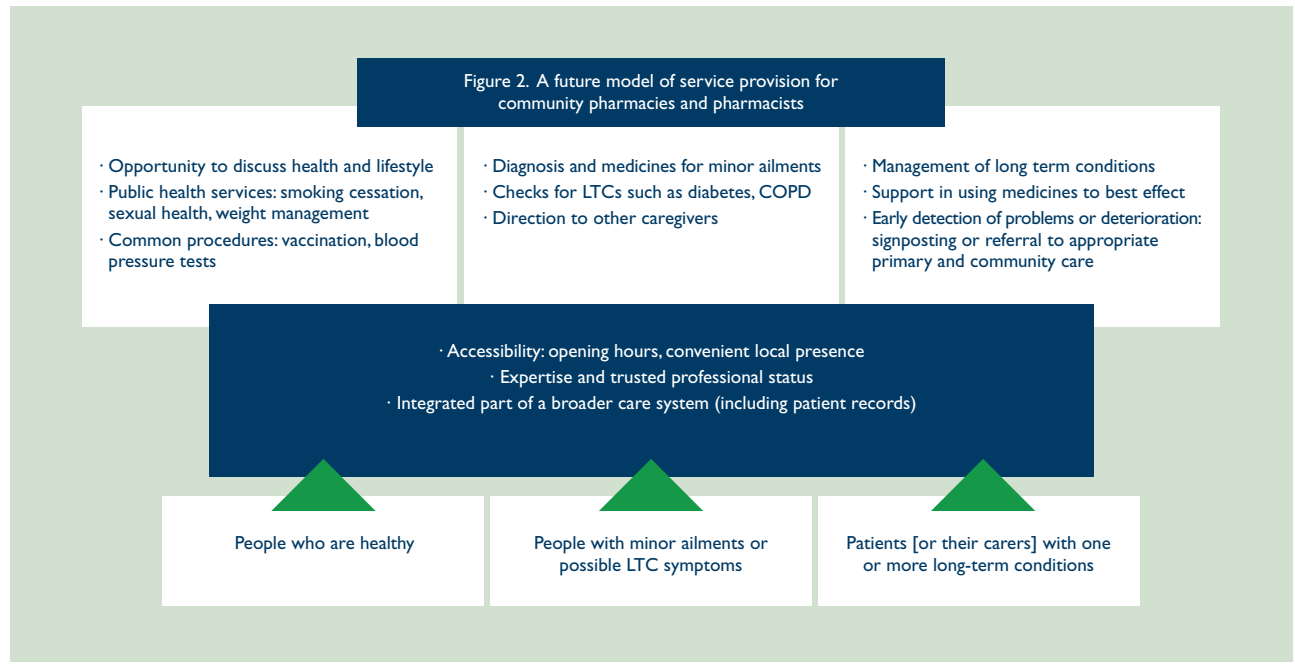 Figure 2. A future model of service provision for
community pharmacies and pharmacists
· Opportunity to discuss health and lifestyle
· Public health services: smoking cessation,
sexual health, weight management
· Common procedures: vaccination, blood
pressure tests
· Diagnosis and medicines for minor ailments
· Checks for LTCs such as diabetes, COPD
· Direction to other caregivers
· Management of long term conditions
· Support in using medicines to best effect
· Early detection of problems or deterioration:
signposting or referral to appropriate
primary and community care
· Accessibility: opening hours, convenient local presence
· Expertise and trusted professional status
· Integrated part of a broader care system (including patient records)
People who are healthy
People with minor ailments or
possible LTC symptoms
Patients [or their carers] with one
or more long-term conditions